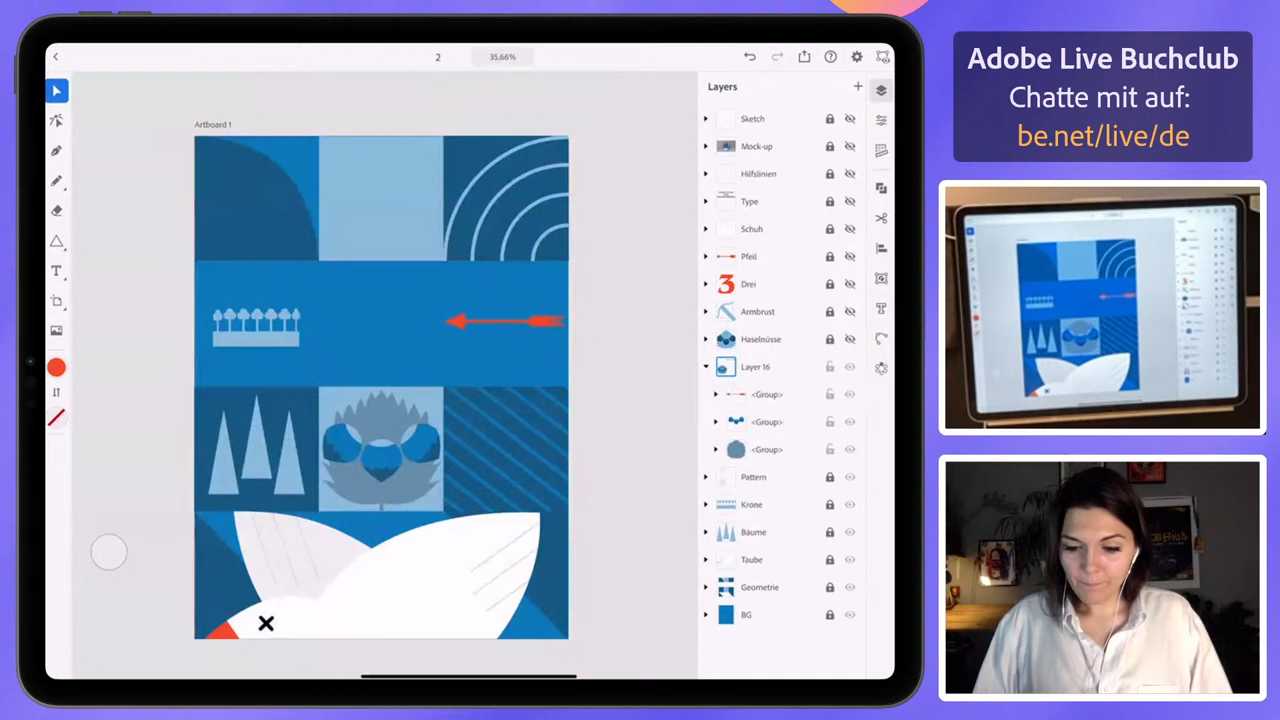 Adobe Live Buchclub
Chatte mit auf:
be.net/live/de
2
35,66%
Artboard 1
Layers
Sketch
Mock-up
Hilfslinien
Type
Schuh
Pfeil
Drei
Armbrust
Haselnüsse
Layer 16
<Group>
<Group>
<Group>
Pattern
Krone
Bäume
Taube
Geometrie
BG